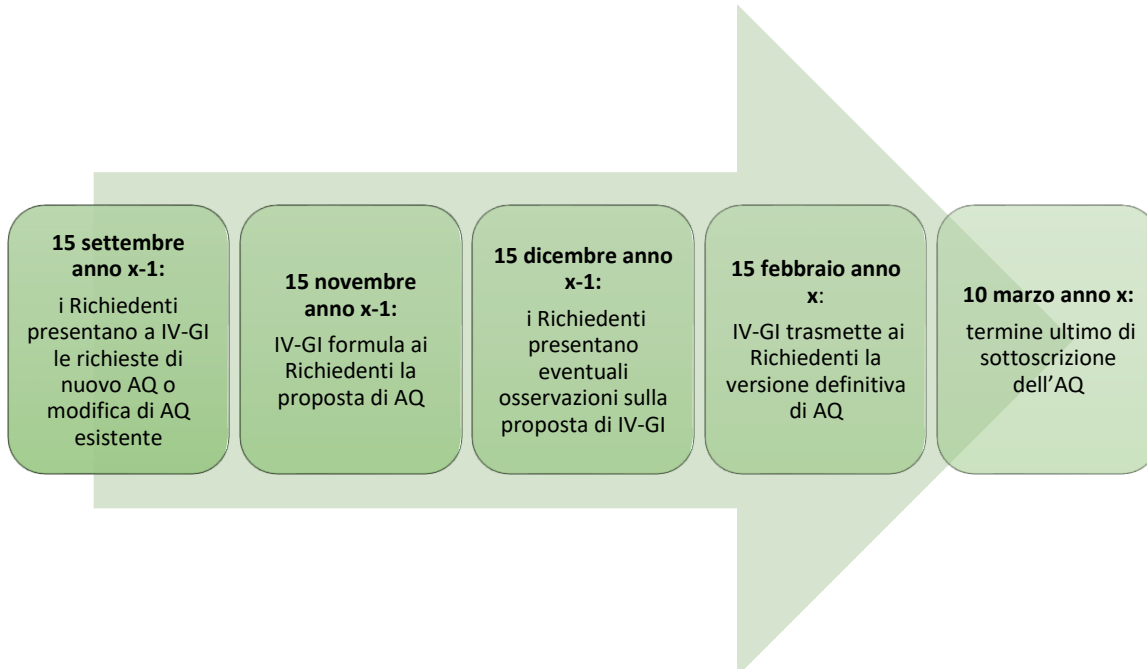 15 settembre
anno x-1:
i Richiedenti
presentano a IV-GI
le richieste di
nuovo AQ o
modifica di AQ
esistente
15 novembre
anno x-1:
IV-GI formula ai
Richiedenti la
proposta di AQ
15 dicembre anno
x-1:
i Richiedenti
presentano
eventuali
osservazioni sulla
proposta di IV-GI
15 febbraio anno
x:
IV-GI trasmette ai
Richiedenti la
versione definitiva
di AQ
10 marzo anno x:
termine ultimo di
sottoscrizione
dell’AQ